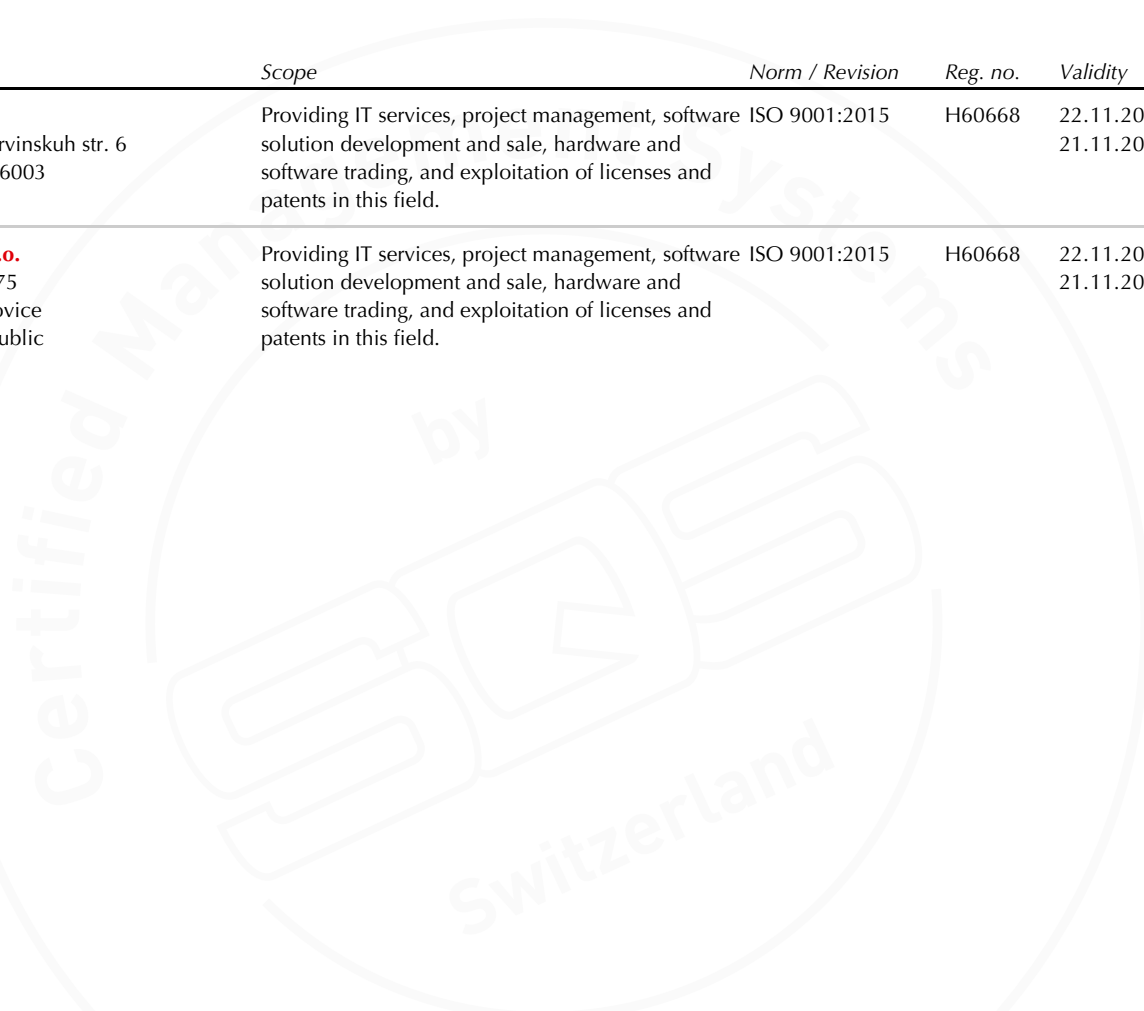 Scope Norm / Revision Reg. no. Validity
Providing IT services, project management, software ISO 9001:2015 H60668 22.11.20
rvinskuh str. 6 solution development and sale, hardware and 21.11.20
6003 software trading, and exploitation of licenses and
patents in this field.
.o. Providing IT services, project management, software ISO 9001:2015 H60668 22.11.20
75 solution development and sale, hardware and 21.11.20
ovice software trading, and exploitation of licenses and
ublic patents in this field.
Certified Management Systems
by
SQS
Switzerland